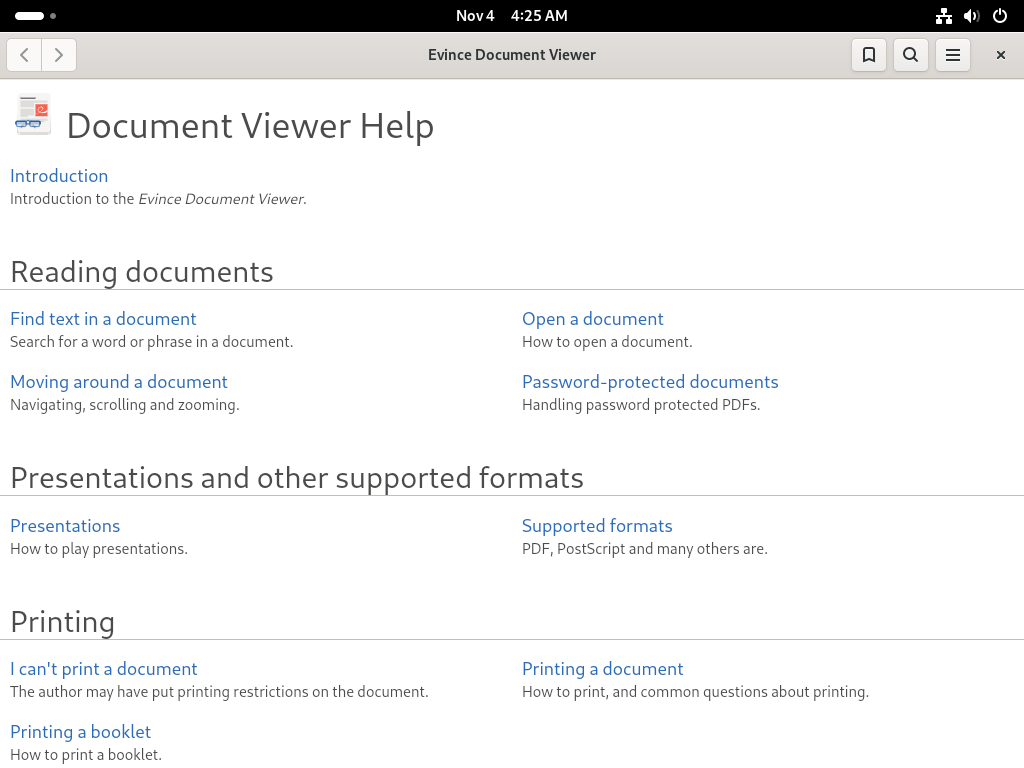 Nov 4 4:25 AM
Evince Document Viewer
Document Viewer Help
Introduction
Introduction to the Evince Document Viewer.
Reading documents
Find text in a document
Search for a word or phrase in a document.
Open a document
How to open a document.
Moving around a document
Navigating, scrolling and zooming.
Password-protected documents
Handling password protected PDFs.
Presentations and other supported formats
Presentations
How to play presentations.
Supported formats
PDF, PostScript and many others are.
Printing
I can't print a document
The author may have put printing restrictions on the document.
Printing a document
How to print, and common questions about printing.
Printing a booklet
How to print a booklet.